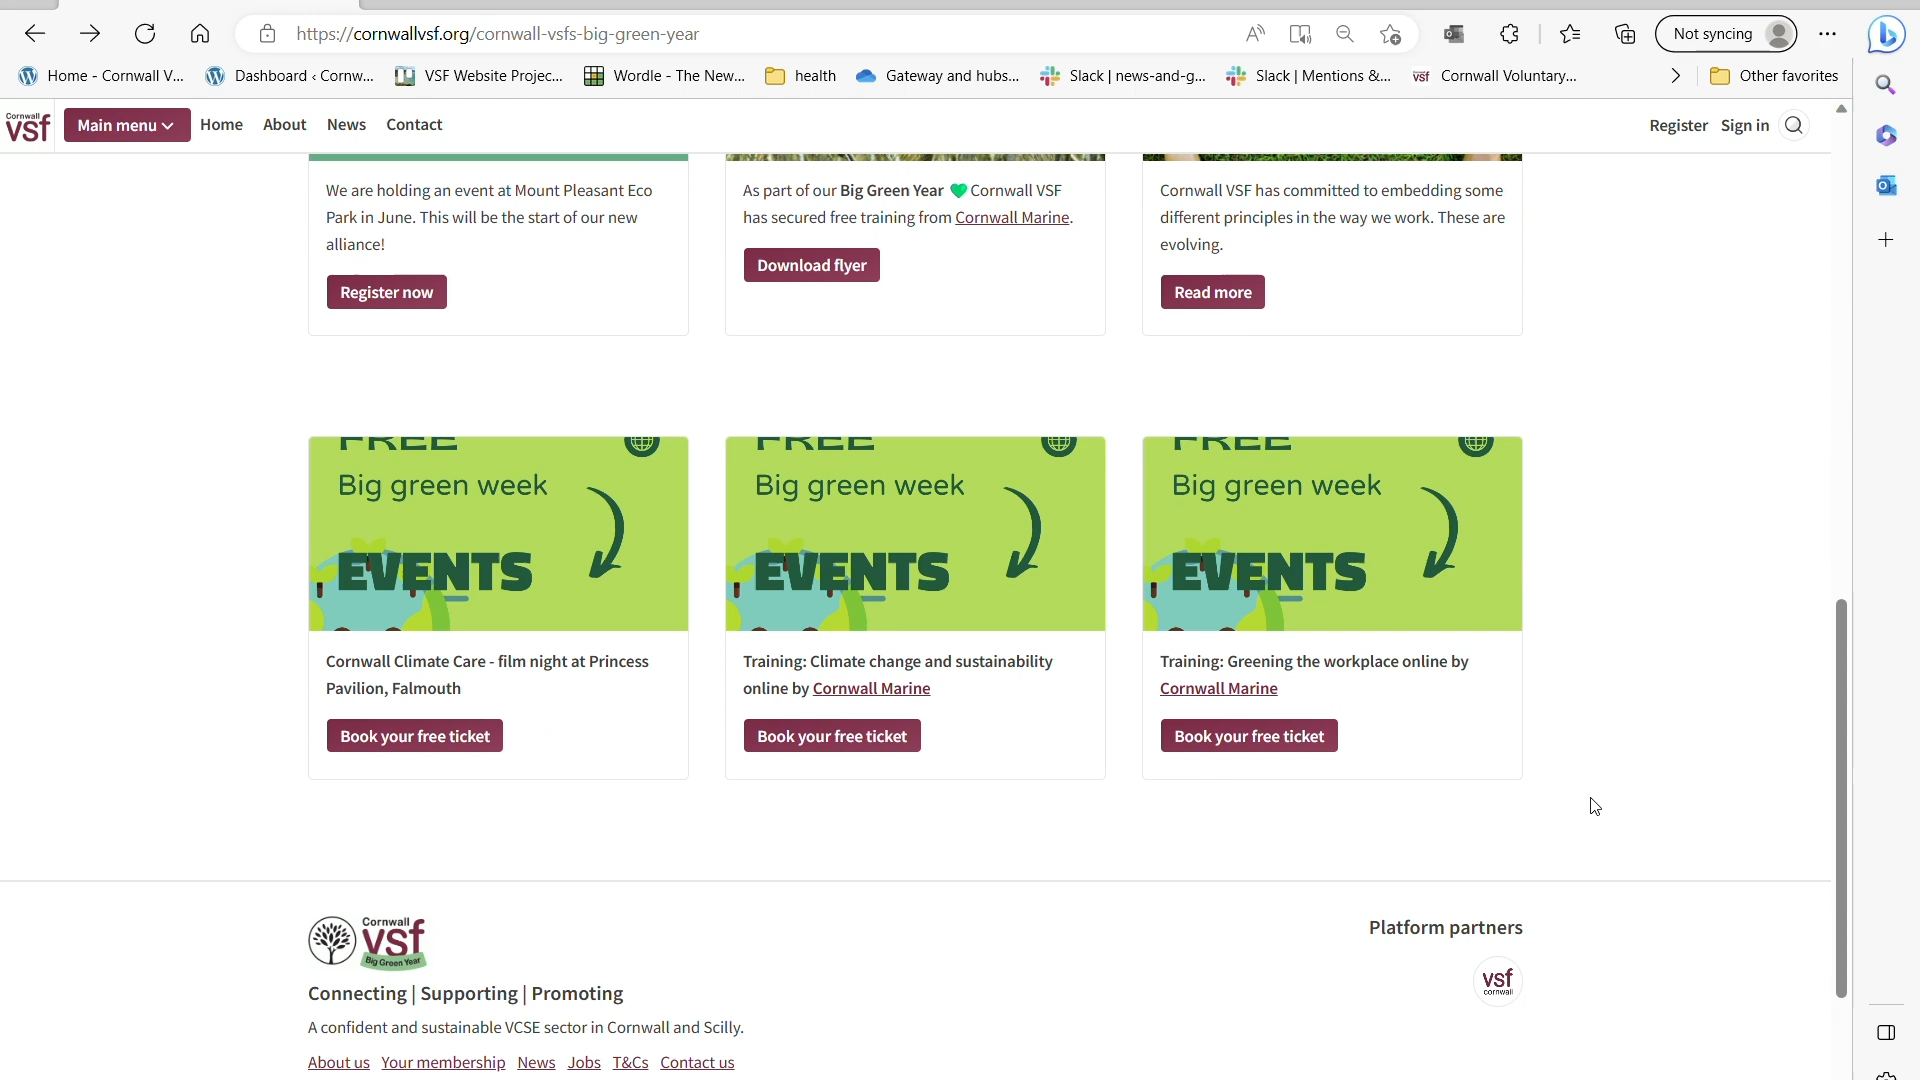 https://cornwallvsf.org/cornwall-vsfs-big-green-year
Not syncing
Home - Cornwall V...
Dashboard ‹ Cornw...
VSF Website Projec...
Wordle - The New...
health
Gateway and hubs...
Slack | news-and-g...
Slack | Mentions &...
vsf Cornwall Voluntary...
Other favorites
Cornwall
vsf
Main menu
Home
About
News
Contact
Register
Sign in
We are holding an event at Mount Pleasant Eco
Park in June. This will be the start of our new
alliance!
Register now
As part of our Big Green Year 💚 Cornwall VSF
has secured free training from Cornwall Marine.
Download flyer
Cornwall VSF has committed to embedding some
different principles in the way we work. These are
evolving.
Read more
FREE
Big green week
EVENTS
Cornwall Climate Care - film night at Princess
Pavilion, Falmouth
Book your free ticket
FREE
Big green week
EVENTS
Training: Climate change and sustainability
online by Cornwall Marine
Book your free ticket
FREE
Big green week
EVENTS
Training: Greening the workplace online by
Cornwall Marine
Book your free ticket
Cornwall
vsf
Big Green Year
Connecting | Supporting | Promoting
A confident and sustainable VCSE sector in Cornwall and Scilly.
About us Your membership News Jobs T&Cs Contact us
Platform partners
vsf
cornwall